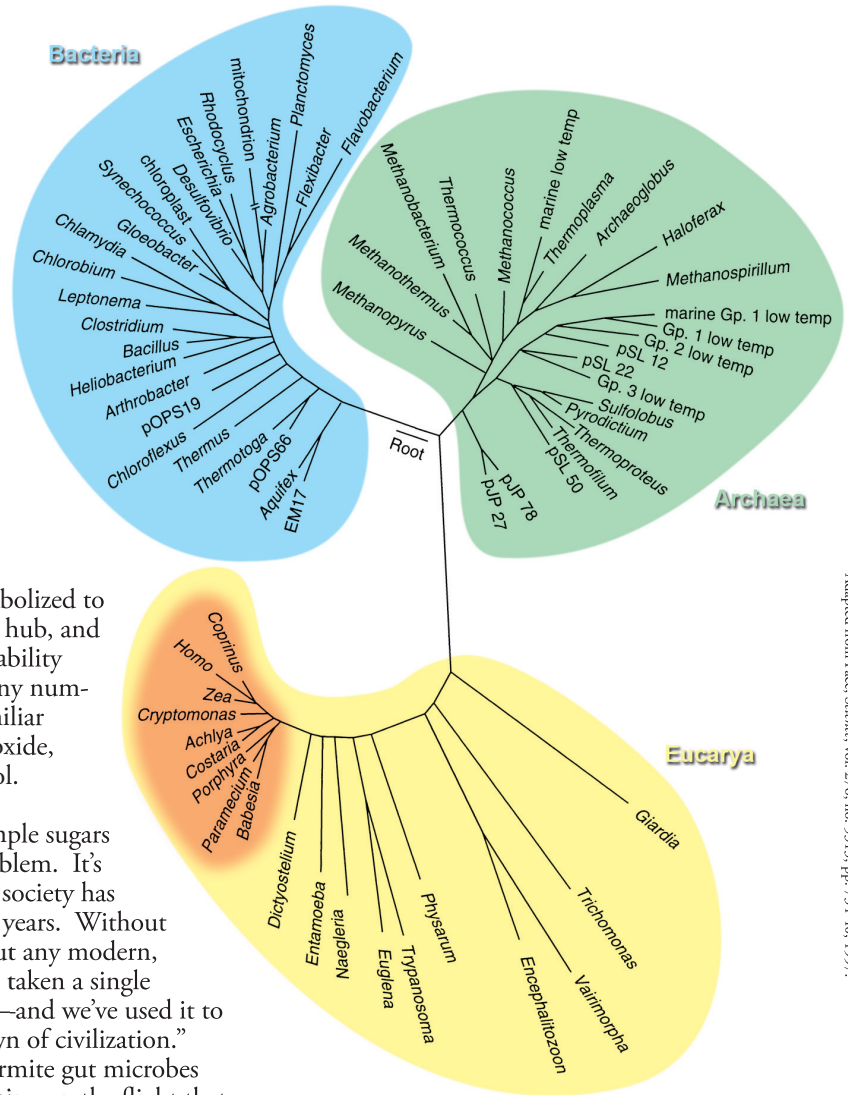 Bacteria
Planctomyces
Flavobacterium
mitochondrion
Rhodocyclus
Escherichia
Agrobacterium
Flexibacter
Desulfovibrio
chloroplast
Synechococcus
Gloeobacter
Chlamydia
Chlorobium
Leptonema
Clostridium
Bacillus
Heliobacterium
Arthrobacter
pOPS19
Chloroflexus
Thermus
Thermotoga
pOPS66
Aquifex
EM17
Root
Methanobacterium
Thermococcus
Methanococcus
marine low temp
Thermoplasma
Archaeoglobus
Haloferax
Methanospirillum
Methanothermus
Methanopyrus
marine Gp. 1 low temp
Gp. 1 low temp
Gp. 2 low temp
pSL 12
pSL 22
Gp. 3 low temp
Sulfolobus
Pyrodictium
Thermoproteus
Thermofilum
pSL 50
pJP 78
pJP 27
Archaea
Coprinus
Homo
Zea
Cryptomonas
Achlya
Costaria
Porphyra
Paramecium
Babesia
Dictyostelium
Entamoeba
Naegleria
Euglena
Trypanosoma
Physarum
Encephalitozoon
Vairimorpha
Trichomonas
Giardia
Eucarya
bolized to
hub, and
ability
ny num-
iliar
oxide,
ol.
mple sugars
blem. It's
society has
years. Without
ut any modern,
taken a single
—and we've used it to
wn of civilization."
rmite gut microbes